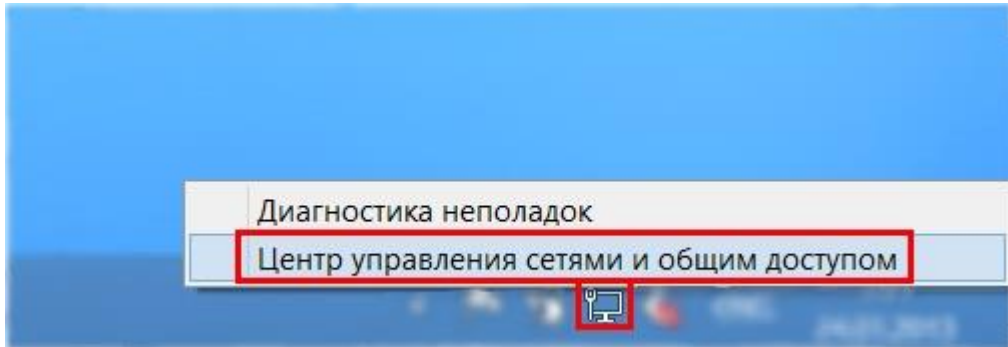 Диагностика неполадок
Центр управления сетями и общим доступом